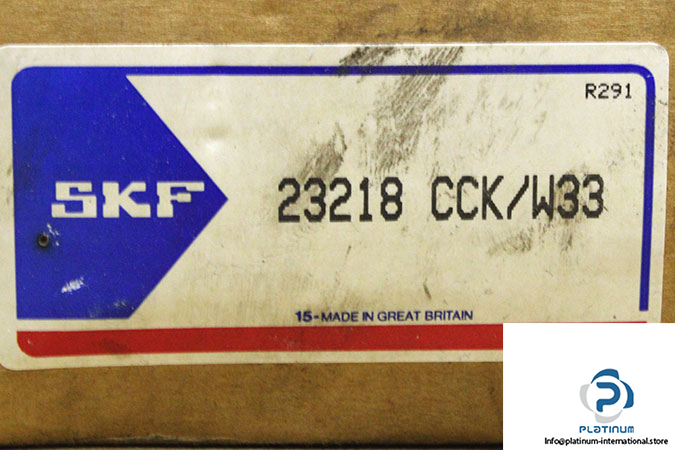 R291
SKF
23218 CCK/W33
15-MADE IN GREAT BRITAIN
PLATINUM
Info@platinum-international.store